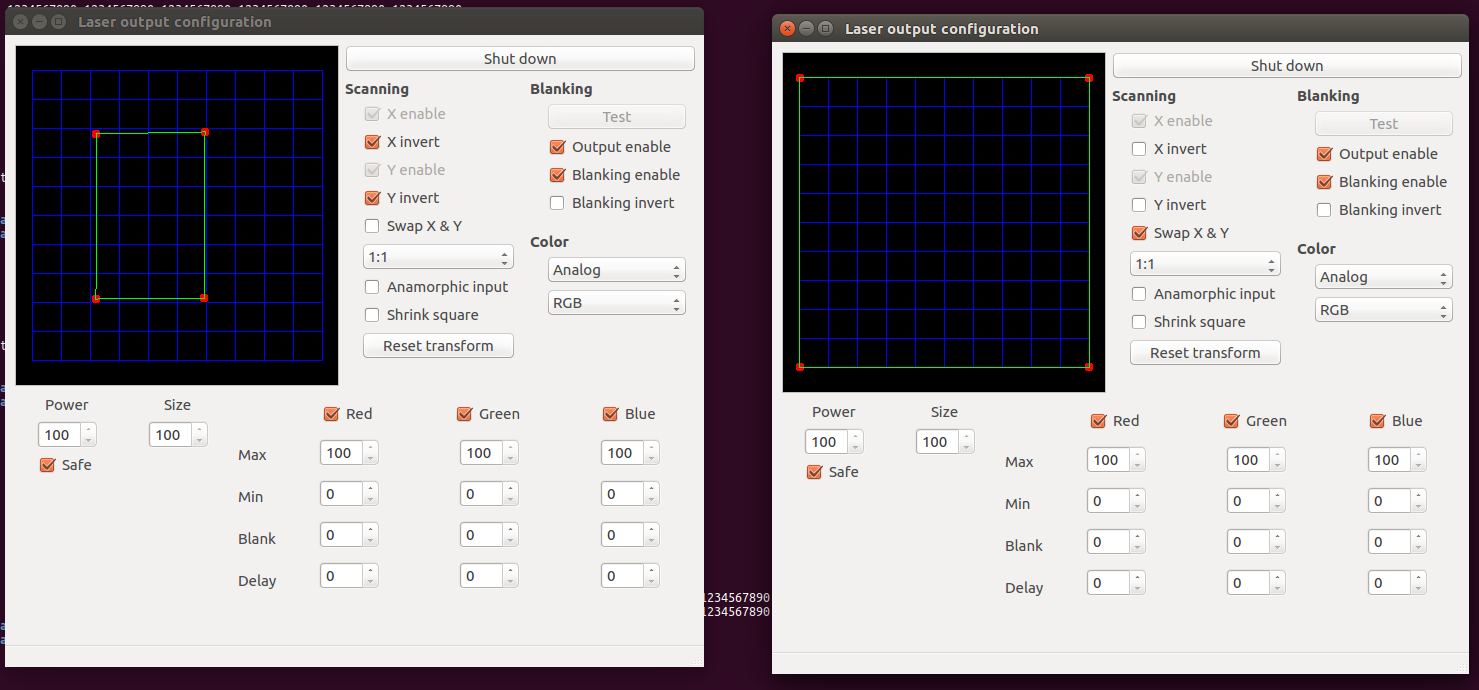 1234567890 1234567890 1234567890 1234567890 1234567890
Laser output configuration
Shut down
Scanning
Blanking
X enable
Test
X invert
Output enable
Y enable
Blanking enable
Y invert
Blanking invert
Swap X & Y
Color
1:1
Analog
Anamorphic input
RGB
Shrink square
Reset transform
Power
Size
Red
Green
Blue
100
100
Max
100
100
100
Safe
Min
0
0
0
Blank
0
0
0
Delay
0
0
0
t
a
a
t
a
a
a
a
1234567890
1234567890
Laser output configuration
Shut down
Scanning
Blanking
X enable
Test
X invert
Output enable
Y enable
Blanking enable
Y invert
Blanking invert
Swap X & Y
Color
1:1
Analog
Anamorphic input
RGB
Shrink square
Reset transform
Power
Size
Red
Green
Blue
100
100
Max
100
100
100
Safe
Min
0
0
0
Blank
0
0
0
Delay
0
0
0